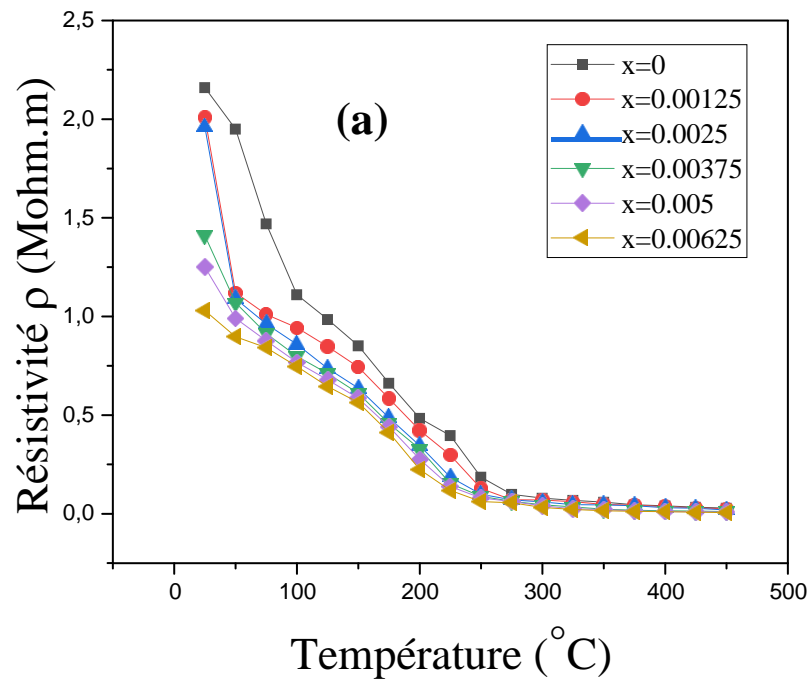 2,5
2,0
1,5
1,0
0,5
0,0
0
100
200
300
400
500
Résistivité ρ (Mohm.m)
Température (°C)
(a)
x=0
x=0.00125
x=0.0025
x=0.00375
x=0.005
x=0.00625